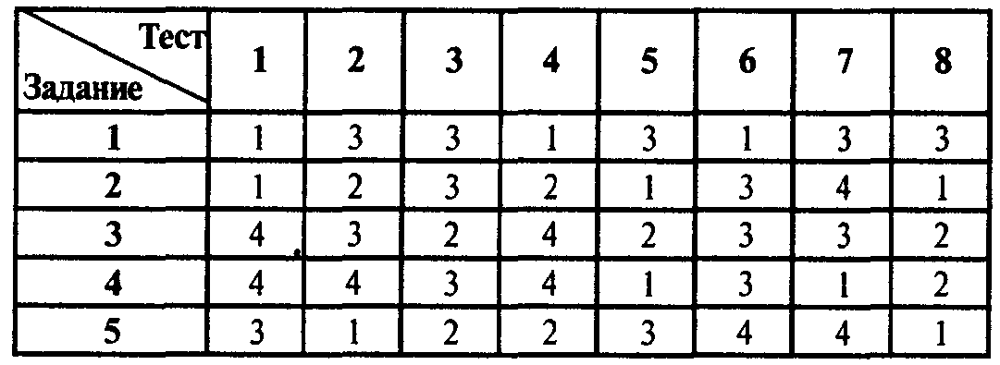 Тест 1 2 3 4 5 6 7 8
Задание
1 1 3 3 1 3 1 3 3
2 1 2 3 2 1 3 4 1
3 4 3 2 4 2 3 3 2
4 4 4 3 4 1 3 1 2
5 3 1 2 2 3 4 4 1